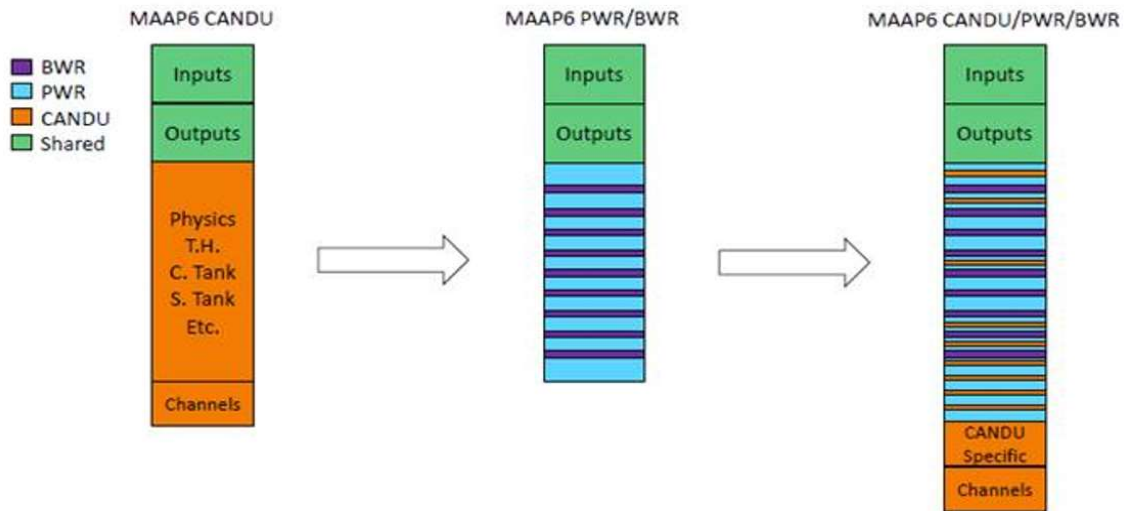 MAAP6 CANDU
MAAP6 PWR/BWR
MAAP6 CANDU/PWR/BWR
BWR
PWR
CANDU
Shared
Inputs
Outputs
Physics
T.H.
C. Tank
S. Tank
Etc.
Channels
Inputs
Outputs
Inputs
Outputs
CANDU
Specific
Channels